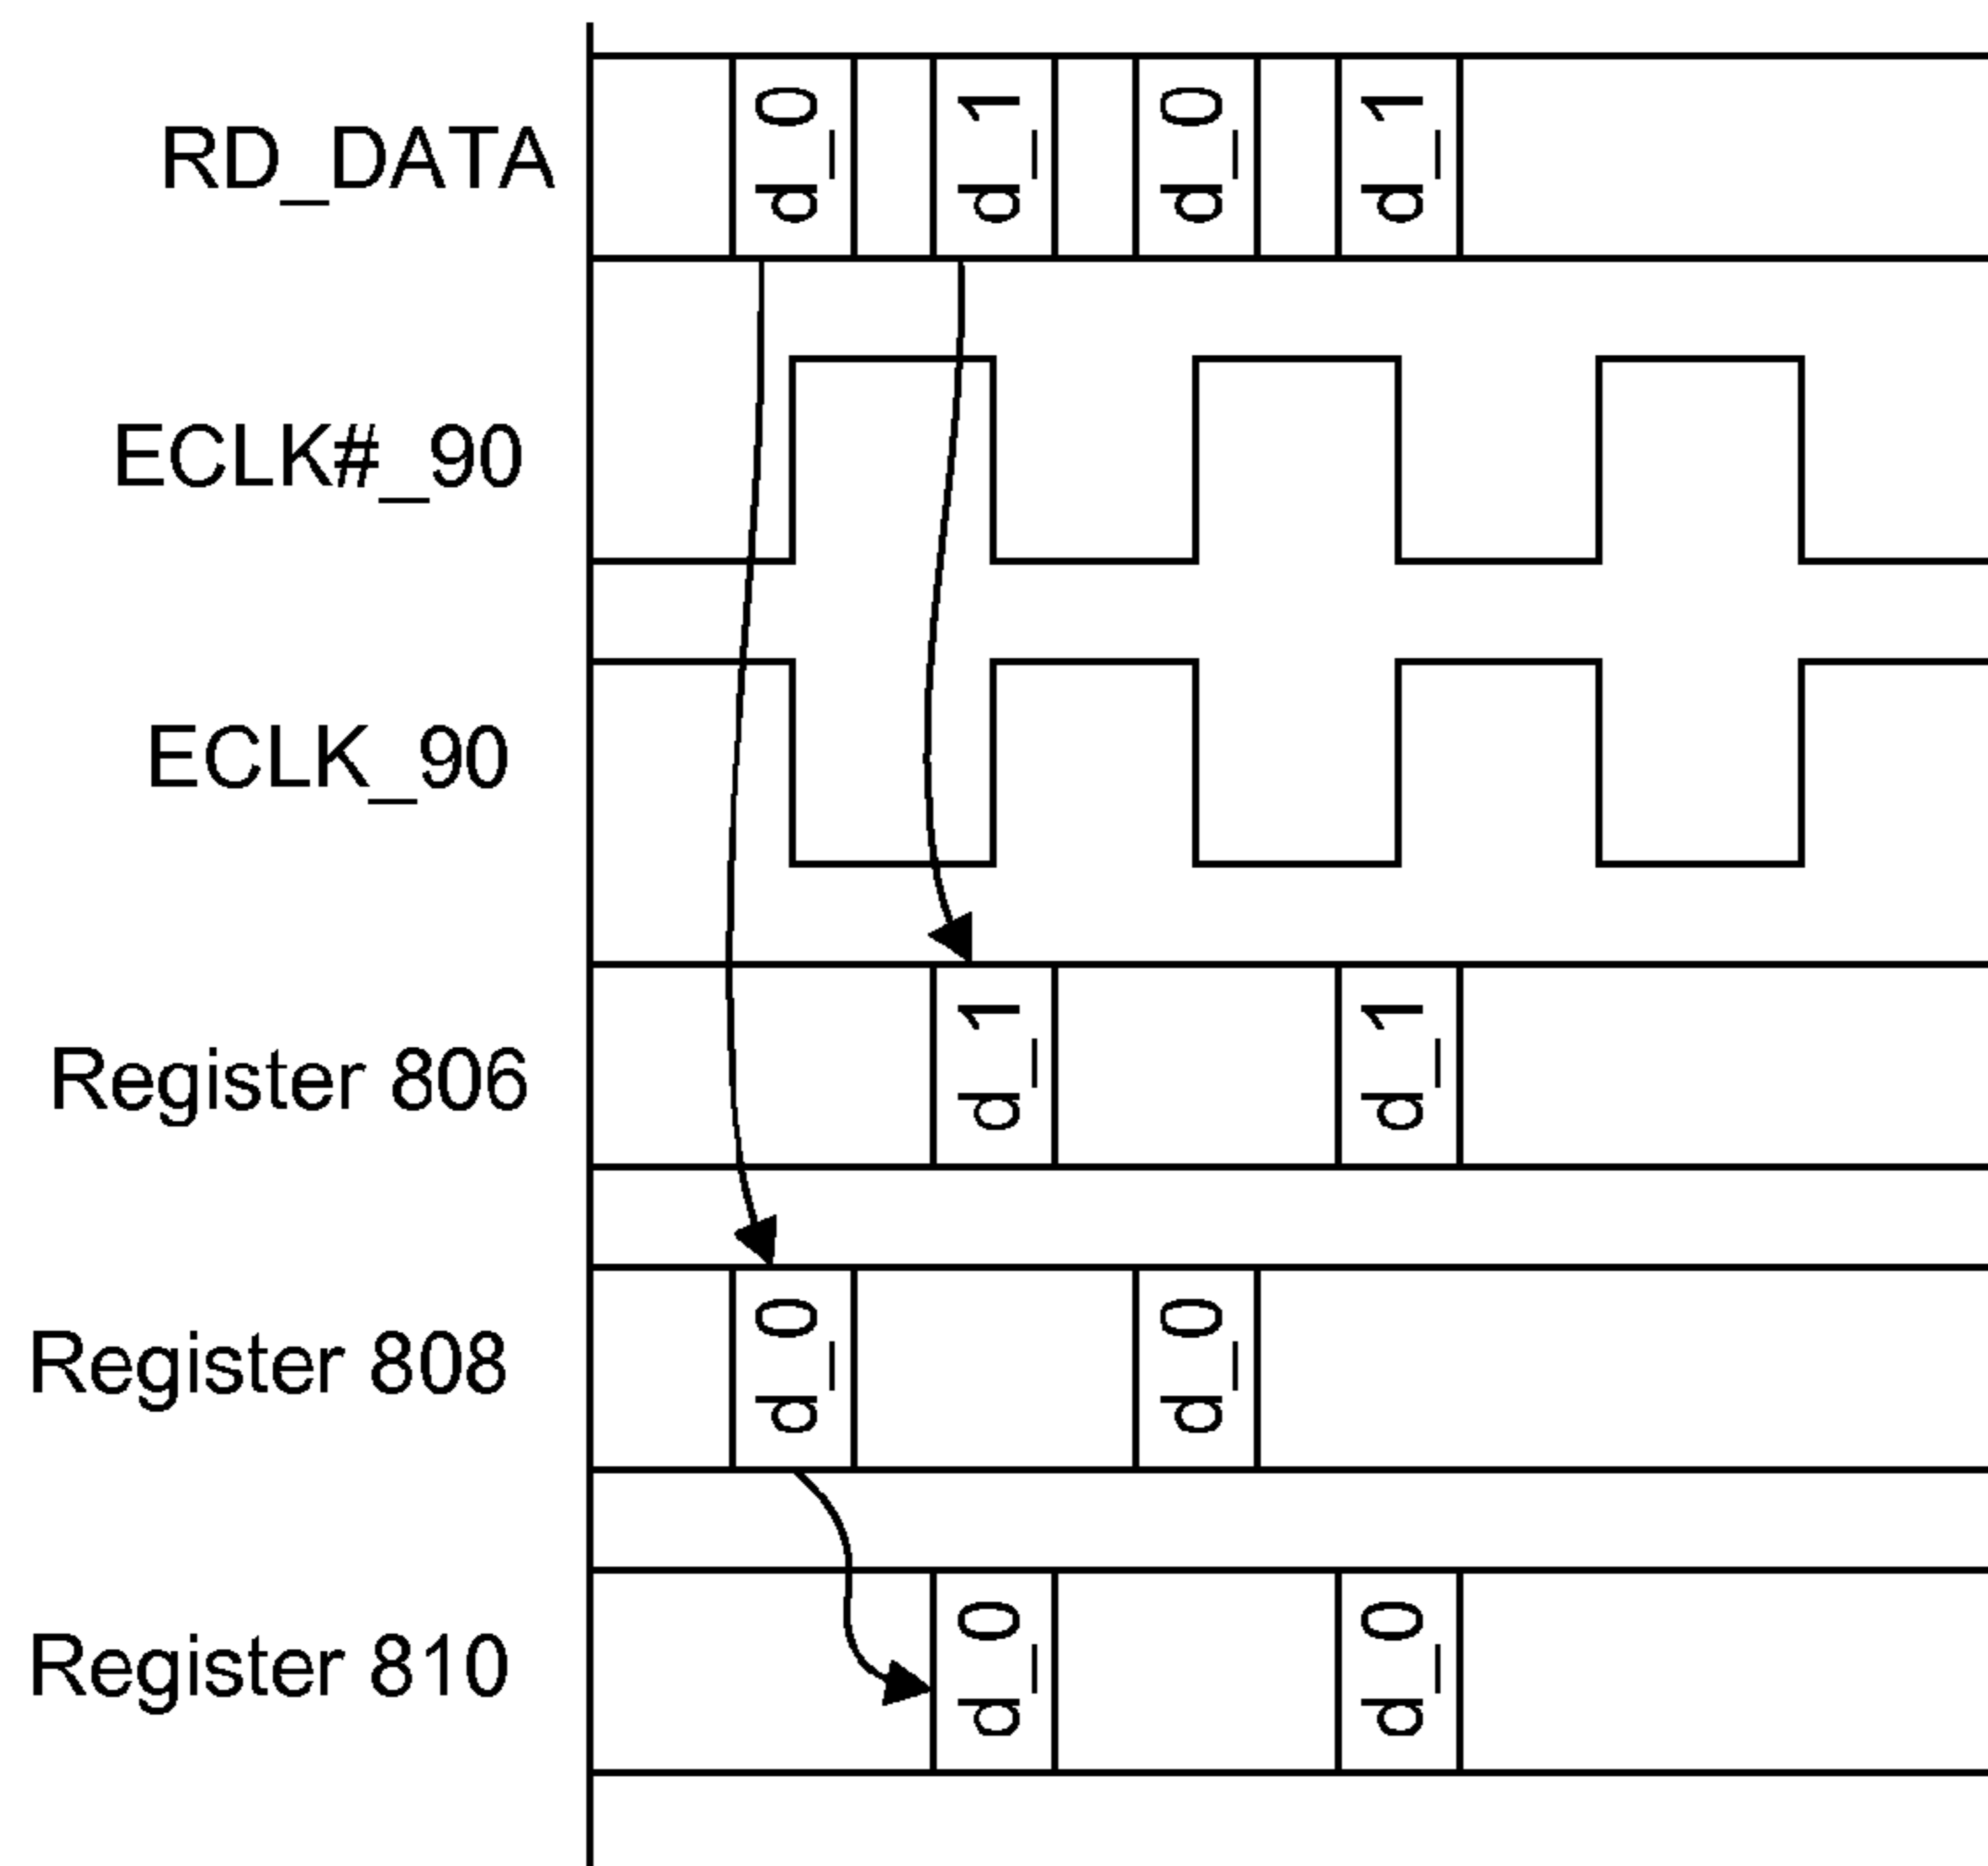 RD_DATA d_0 d_1 d_0 d_1
ECLK#_90
ECLK_90
Register 806 d_1 d_1
Register 808 d_0 d_0
Register 810 d_0 d_0